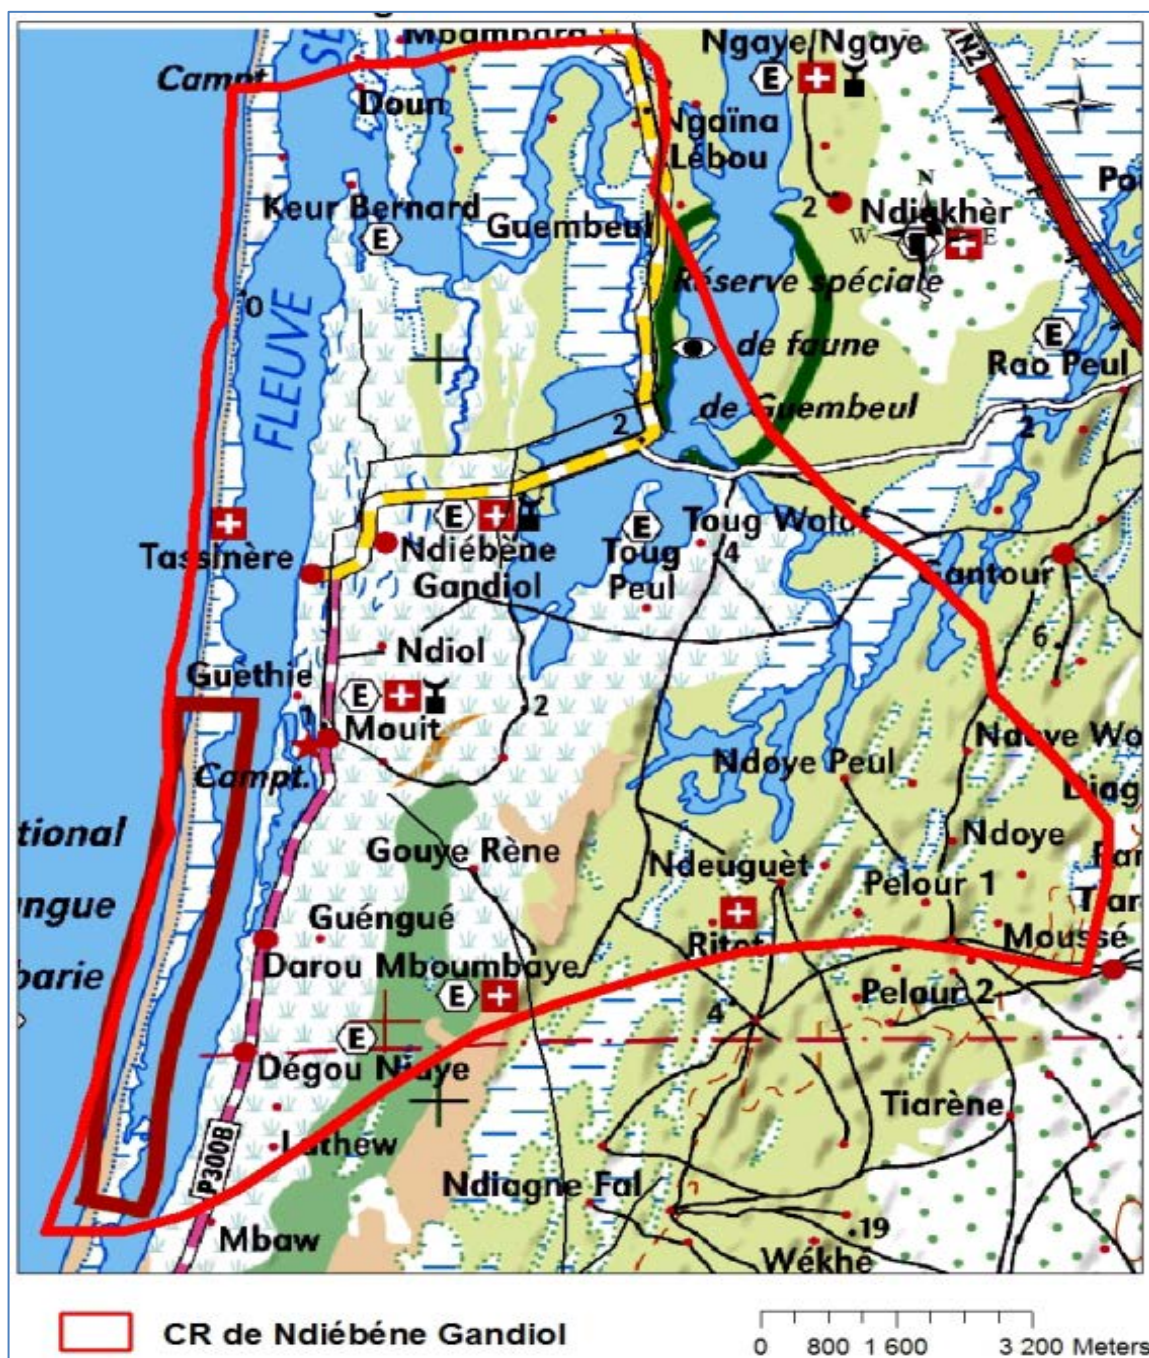 Campt.
Mbambara
Ngaye/Ngaye
N2
N
E
Doun
Ngaïna
Lébou
Keur Bernard
E
Guembeul
2
Ndiakhèr
N
W
E
S
0
FLEUVE
Réserve spéciale
de faune
de Guembeul
E
Rao Peul
2
2
Tassinère
E
Ndiébène
Gandiol
E
Toug
Peul
Toug Wolof
4
Gantour
6
Guèthie
Ndiol
E
Mouit
2
Campt.
Ndoye Peul
Ndoye
tional
Gouye Rène
Ndeuguèt
Pelour 1
ngue
Guéngué
Ritet
Moussé
barie
Darou Mboumbaye
E
Pelour 2
4
E
Dégou Niaye
Tiarène
Lathew
P300B
Ndiagne Fal
Mbaw
19
Wékhé
CR de Ndiébéne Gandiol
0 800 1 600 3 200 Meters